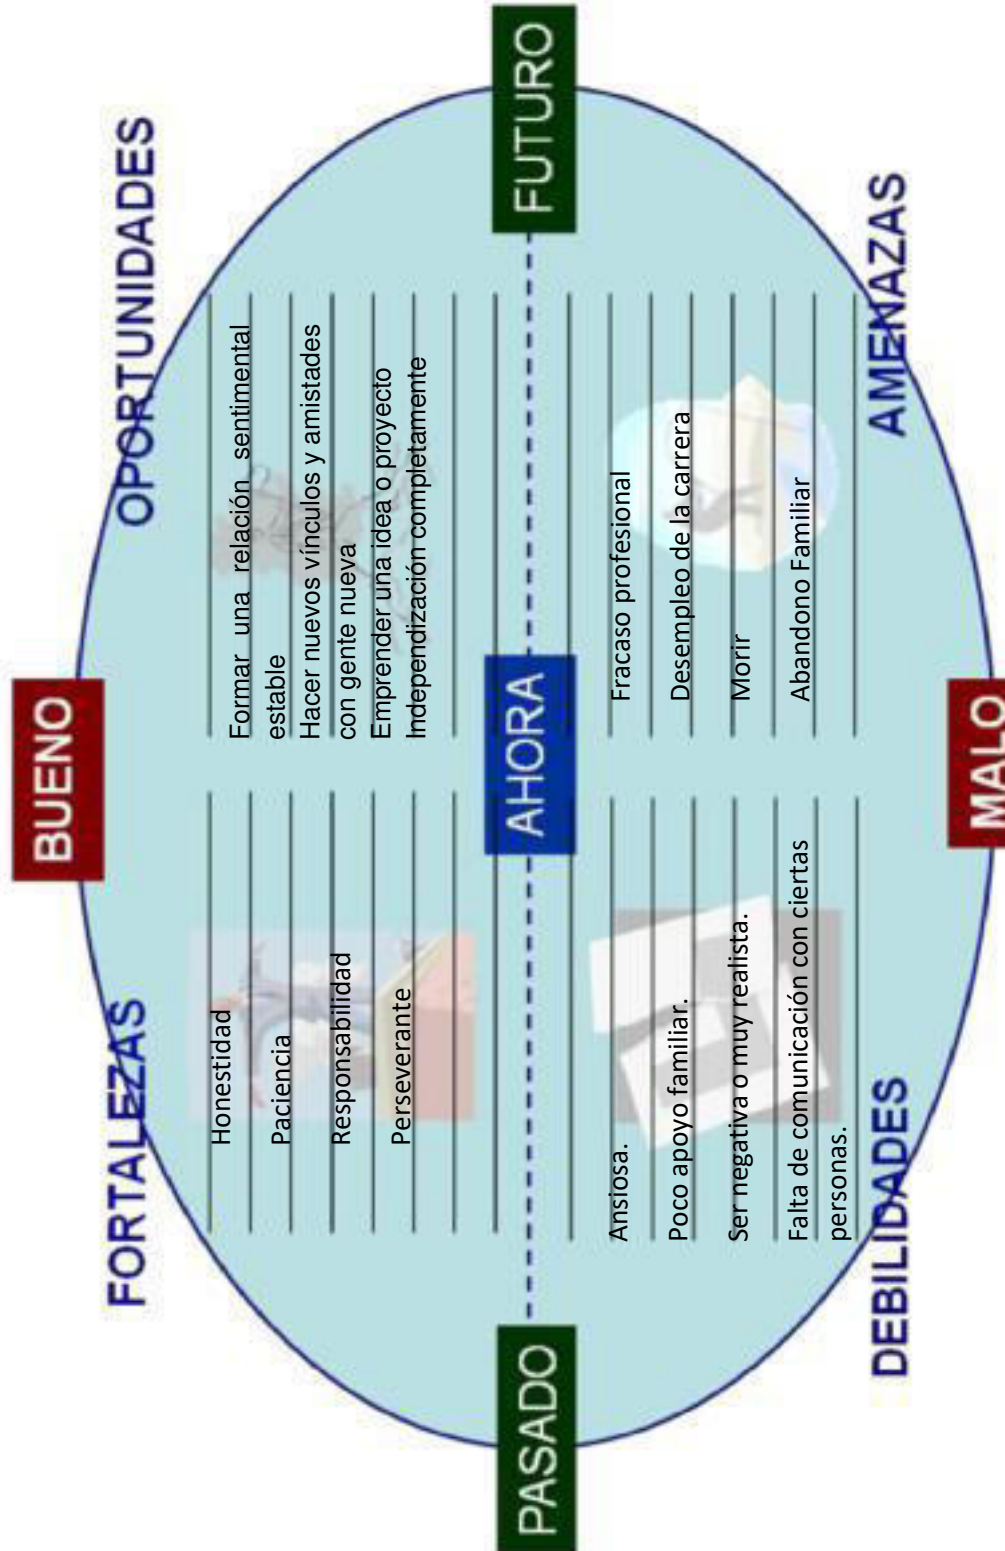 BUENO
FORTALEZAS
OPORTUNIDADES
Honestidad
Paciencia
Responsabilidad
Perseverante
Formar una relación sentimental
estable
Hacer nuevos vínculos y amistades
con gente nueva
Emprender una idea o proyecto
Independización completamente
PASADO
AHORA
FUTURO
Ansiosa.
Poco apoyo familiar.
Ser negativa o muy realista.
Falta de comunicación con ciertas
personas.
Fracaso profesional
Desempleo de la carrera
Morir
Abandono Familiar
DEBILIDADES
AMENAZAS
MALO